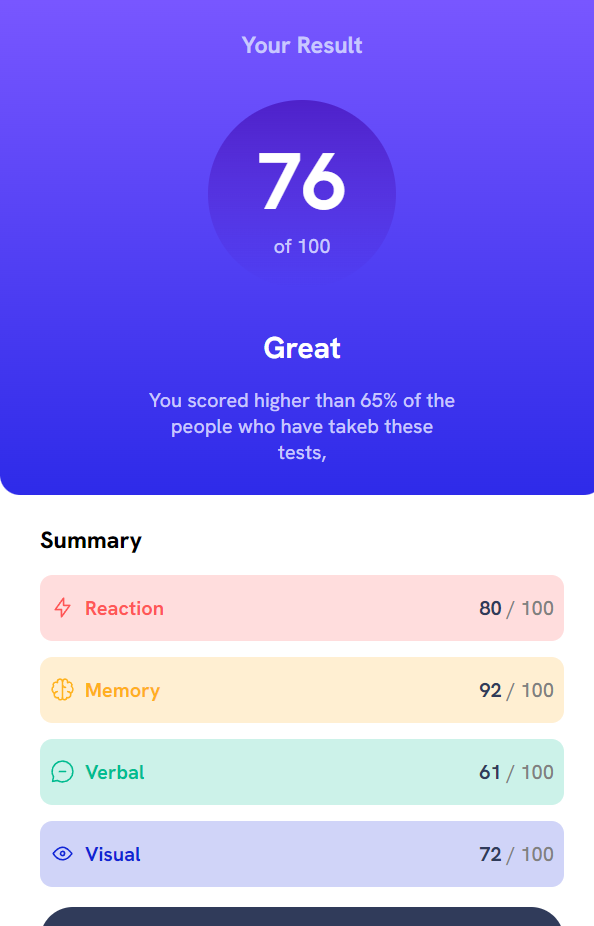 Your Result
76
of 100
Great
You scored higher than 65% of the
people who have takeb these
tests,
Summary
Reaction 80 / 100
Memory 92 / 100
Verbal 61 / 100
Visual 72 / 100